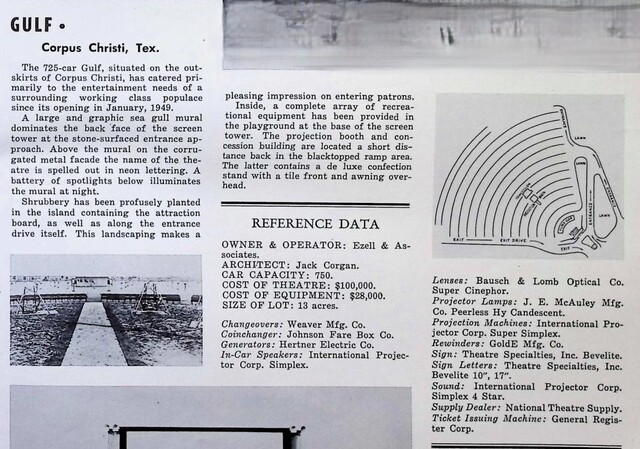 GULF •
Corpus Christi, Tex.
The 725-car Gulf, situated on the out-
skirts of Corpus Christi, has catered pri-
marily to the entertainment needs of a
surrounding working class populace
since its opening in January, 1949.
A large and graphic sea gull mural
dominates the back face of the screen
tower at the stone-surfaced entrance ap-
proach. Above the mural on the corru-
gated metal facade the name of the the-
atre is spelled out in neon lettering. A
battery of spotlights below illuminates
the mural at night.
Shrubbery has been profusely planted
in the island containing the attraction
board, as well as along the entrance
drive itself. This landscaping makes a
pleasing impression on entering patrons.
Inside, a complete array of recrea-
tional equipment has been provided in
the playground at the base of the screen
tower. The projection booth and con-
cession building are located a short dis-
tance back in the blacktopped ramp area.
The latter contains a de luxe confection
stand with a tile front and awning over-
head.
REFERENCE DATA
OWNER & OPERATOR: Ezell & As-
sociates.
ARCHITECT: Jack Corgan.
CAR CAPACITY: 750.
COST OF THEATRE: $100,000.
COST OF EQUIPMENT: $28,000.
SIZE OF LOT: 13 acres.
Changeovers: Weaver Mfg. Co.
Coinchanger: Johnson Fare Box Co.
Generators: Hertner Electric Co.
In-Car Speakers: International Projec-
tor Corp. Simplex.
LAWN
LAWN
ENTRANCE
EXIT
EXIT DRIVE
EXIT
Lenses: Bausch & Lomb Optical Co.
Super Cinephor.
Projector Lamps: J. E. McAuley Mfg.
Co. Peerless Hy Candescent.
Projection Machines: International Pro-
jector Corp. Super Simplex.
Rewinders: GoldE Mfg. Co.
Sign: Theatre Specialties, Inc. Bevelite.
Sign Letters: Theatre Specialties, Inc.
Bevelite 10", 17".
Sound: International Projector Corp.
Simplex 4 Star.
Supply Dealer: National Theatre Supply.
Ticket Issuing Machine: General Regis-
ter Corp.